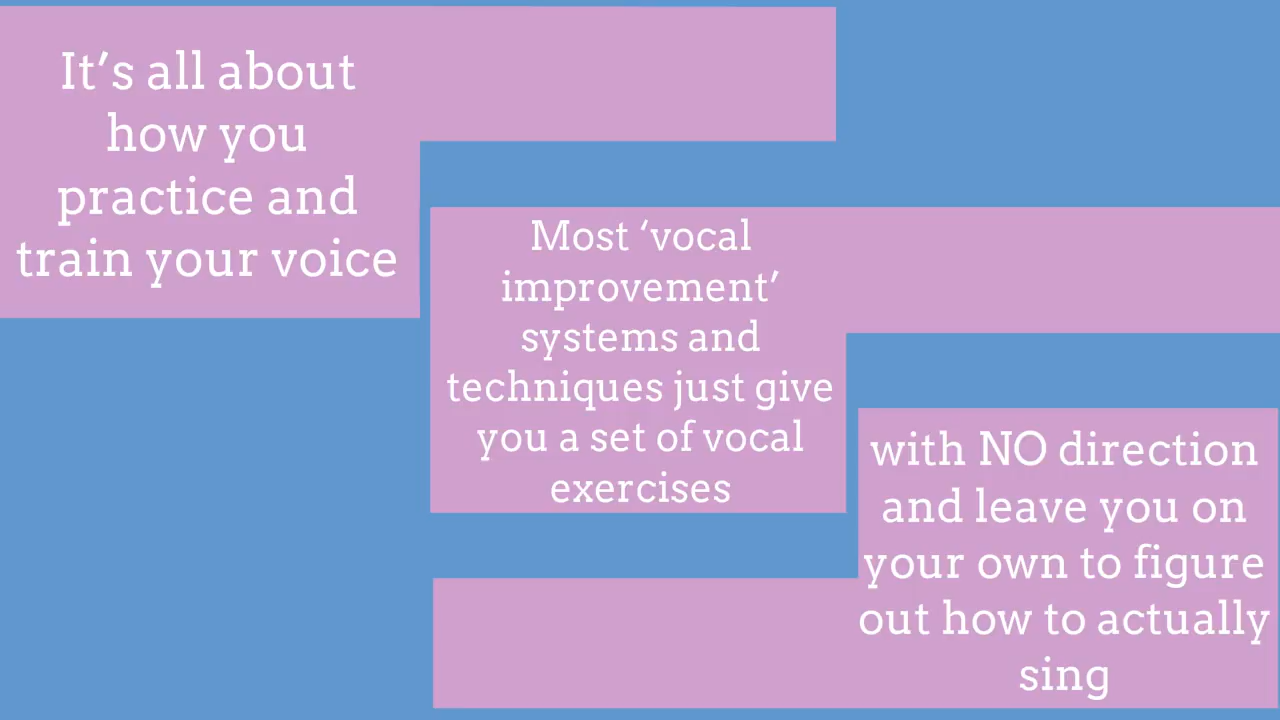 It’s all about
how you
practice and
train your voice
Most ‘vocal
improvement’
systems and
techniques just give
you a set of vocal
exercises
with NO direction
and leave you on
your own to figure
out how to actually
sing